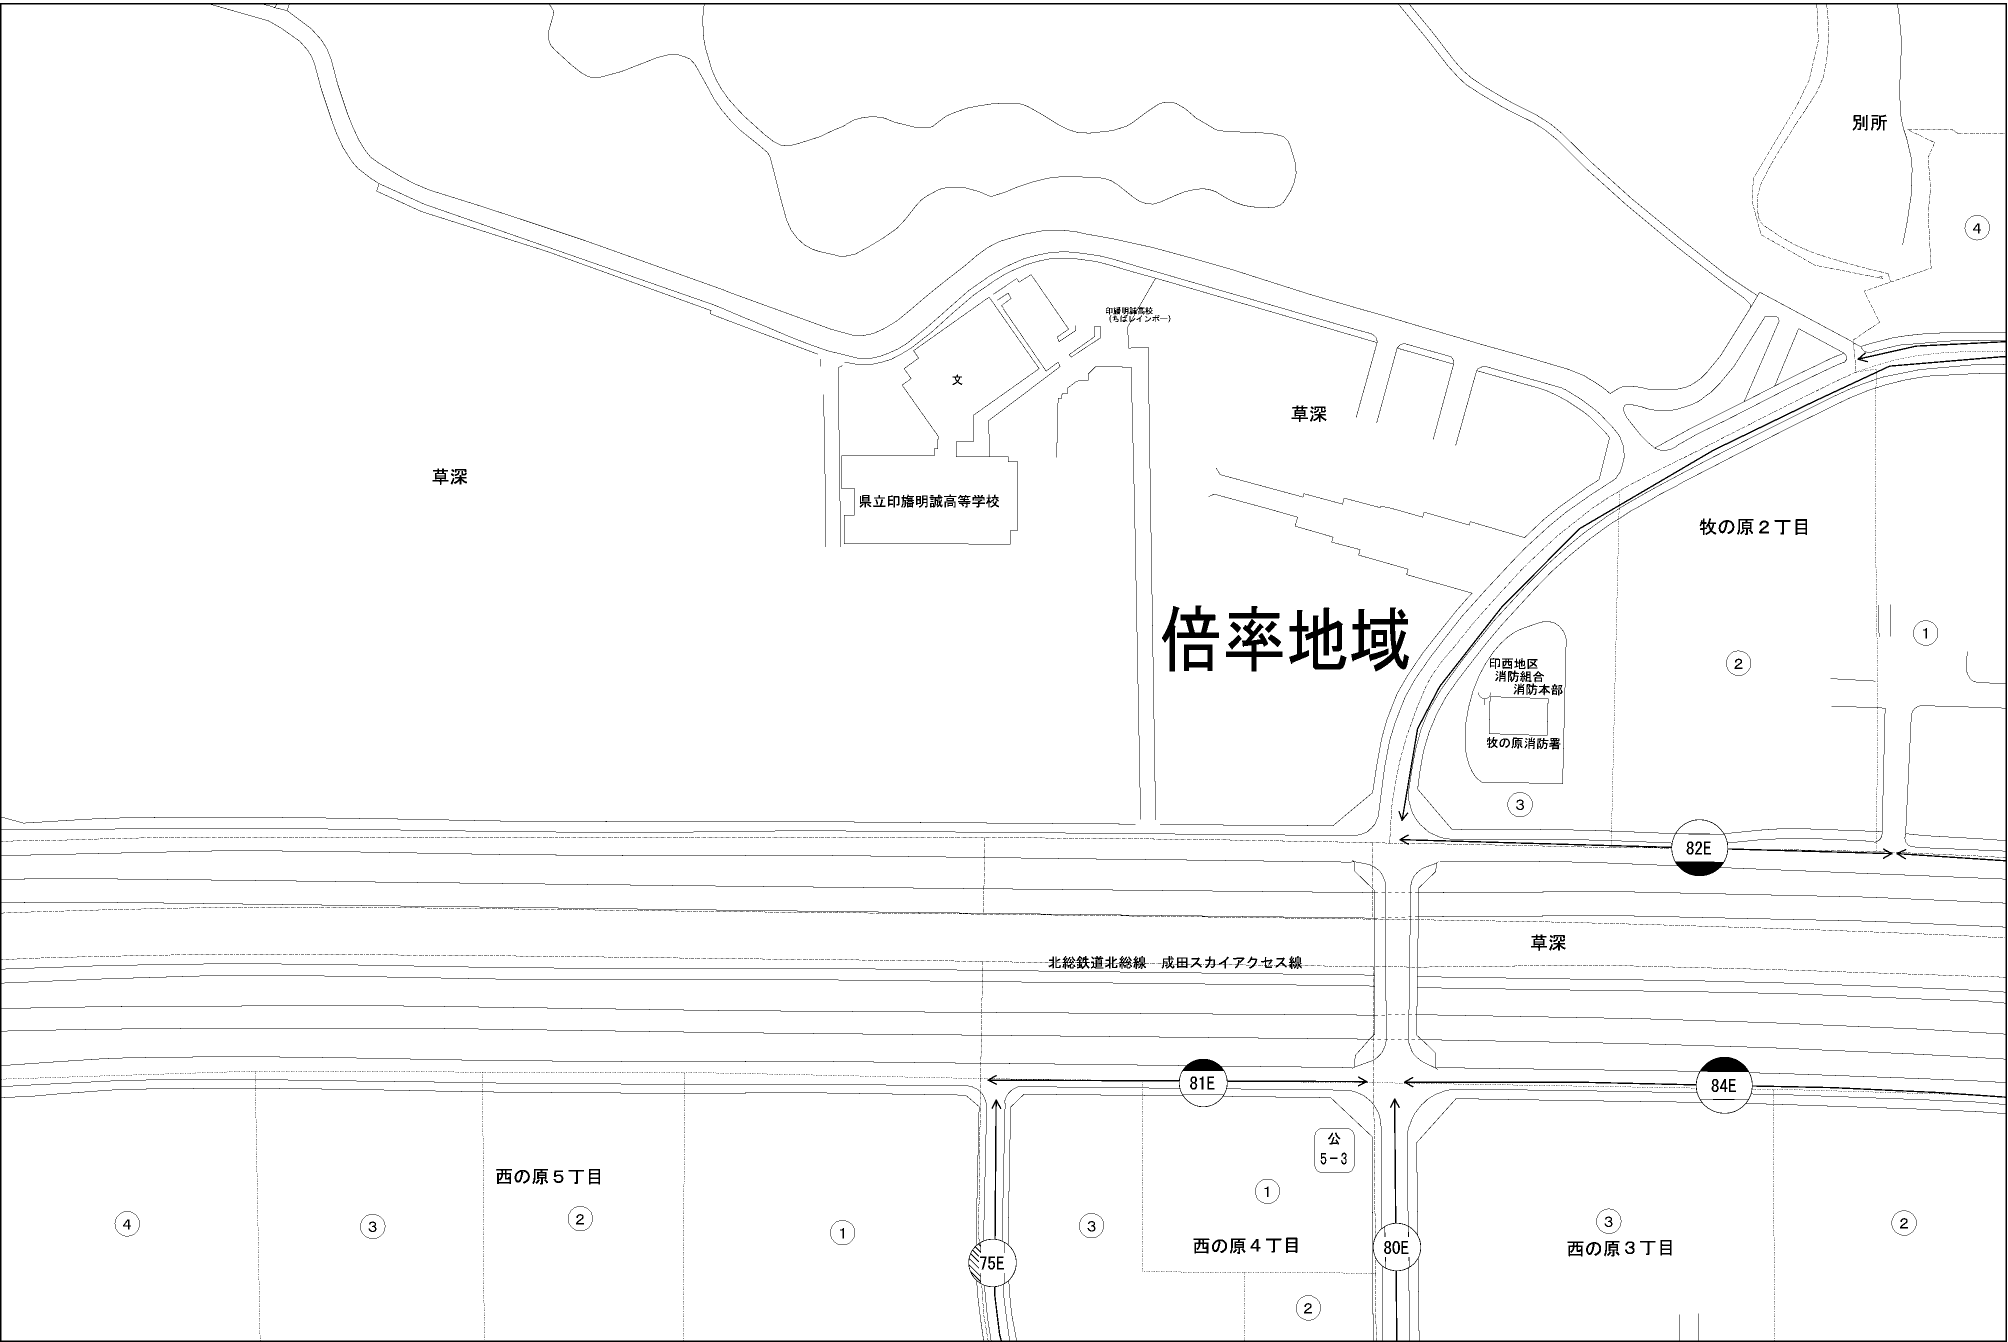 別所
④
印旛明誠高校
(ちばレインボー)
文
草深
草深
県立印旛明誠高等学校
牧の原2丁目
倍率地域
①
②
印西地区
消防組合
消防本部
牧の原消防署
③
82E
草深
北総鉄道北総線 成田スカイアクセス線
81E
84E
公
5-3
西の原5丁目
④
③
②
①
③
①
③
②
西の原4丁目
西の原3丁目
75E
80E
②